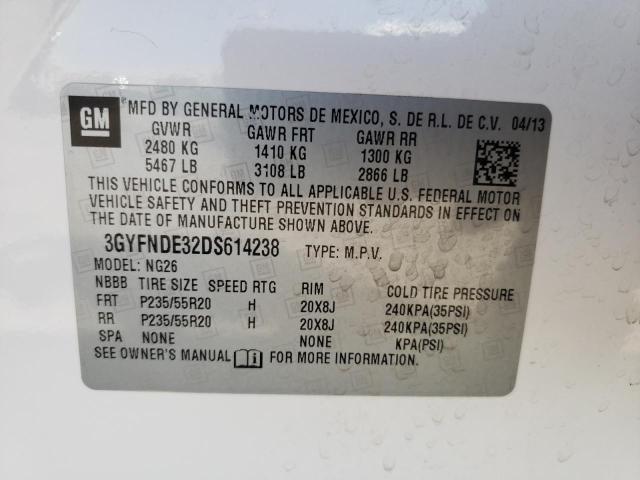 GM MFD BY GENERAL MOTORS DE MEXICO, S. DE R.L. DE C.V. 04/13
GVWR GAWR FRT GAWR RR
2480 KG 1410 KG 1300 KG
5467 LB 3108 LB 2866 LB
THIS VEHICLE CONFORMS TO ALL APPLICABLE U.S. FEDERAL MOTOR
VEHICLE SAFETY AND THEFT PREVENTION STANDARDS IN EFFECT ON
THE DATE OF MANUFACTURE SHOWN ABOVE.
3GYFNDE32DS614238 TYPE: M.P.V.
MODEL: NG26
NBBB TIRE SIZE SPEED RTG RIM COLD TIRE PRESSURE
FRT P235/55R20 H 20X8J 240KPA(35PSI)
RR P235/55R20 H 20X8J 240KPA(35PSI)
SPA NONE NONE KPA(PSI)
SEE OWNER'S MANUAL FOR MORE INFORMATION.